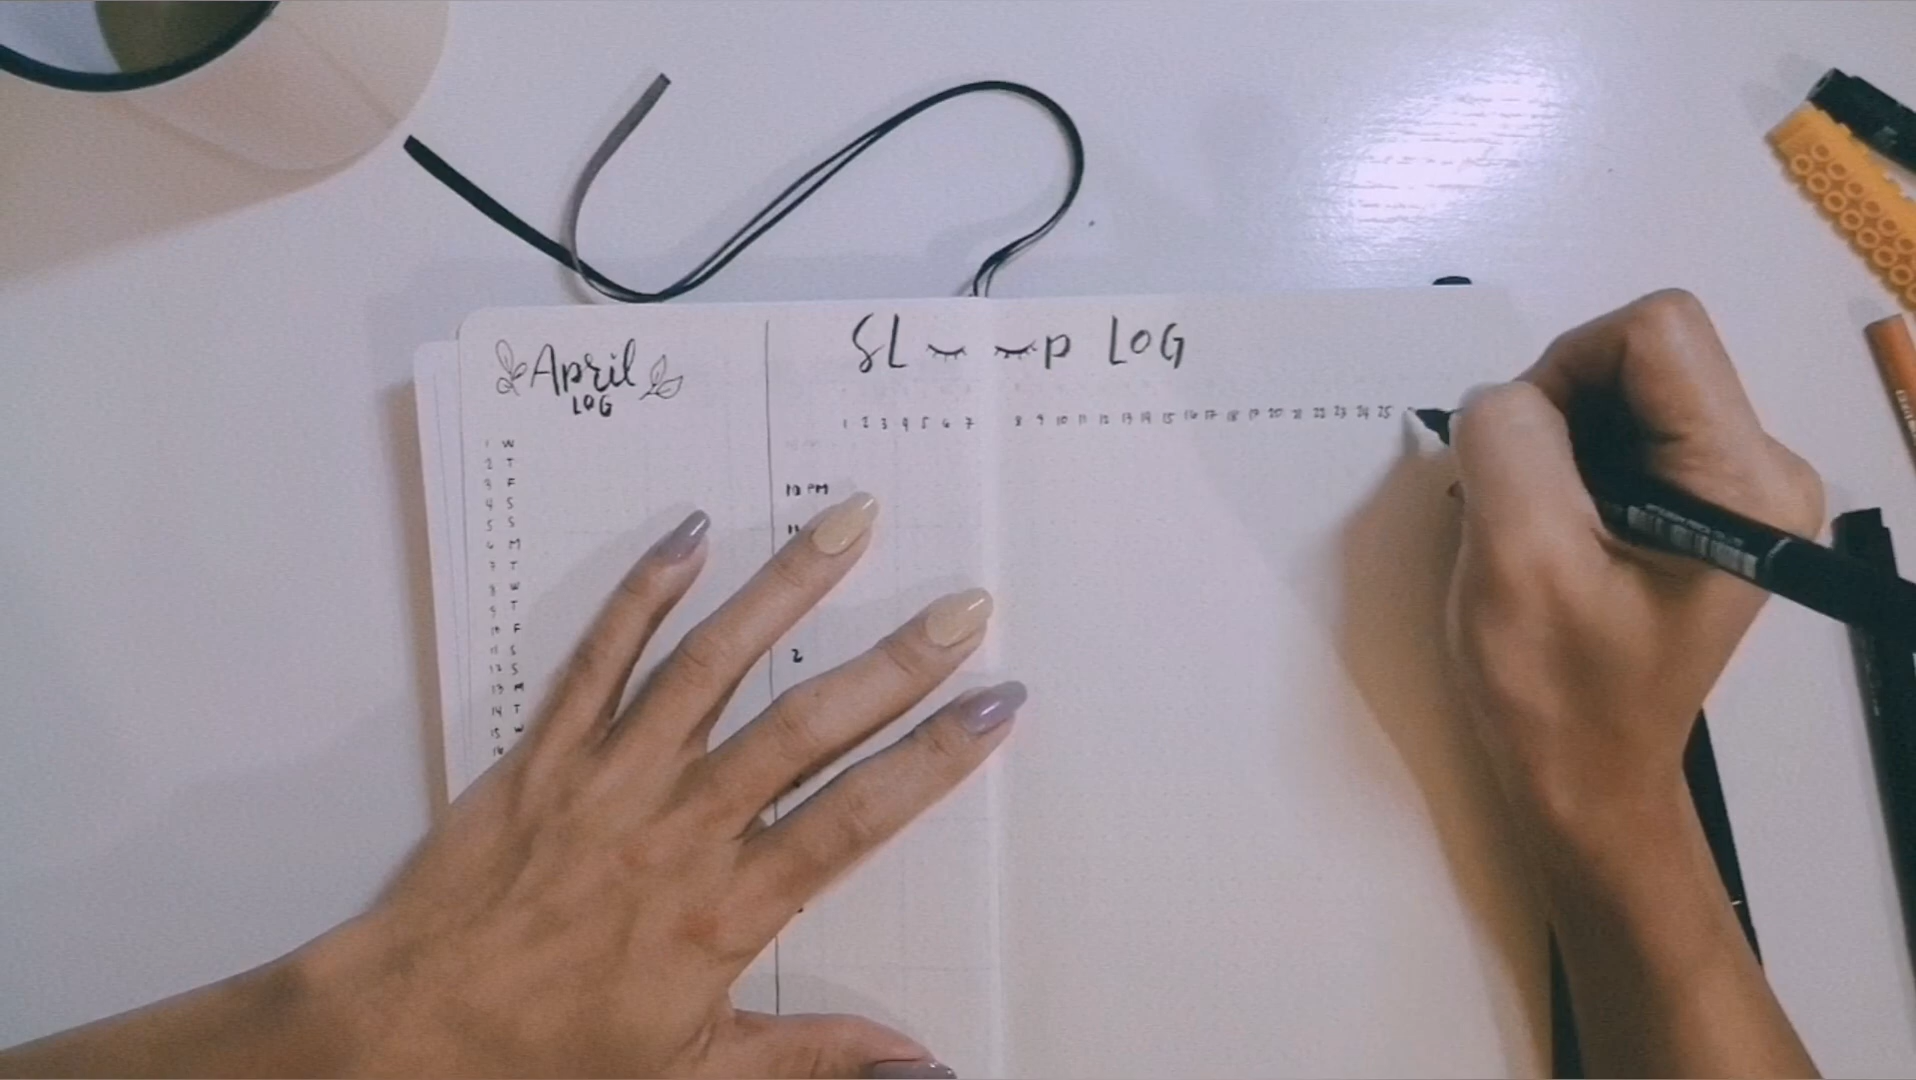 April
LOG
1 W
2 T
3 F
4 S
5 S
6 M
7 T
8 W
9 T
10 F
11 S
12 S
13 M
14 T
15 W
16
SL p LOG
1 2 3 4 5 6 7 8 9 10 11 12 13 14 15 16 17 18 19 20 21 22 23 24 25
10 PM
11
2